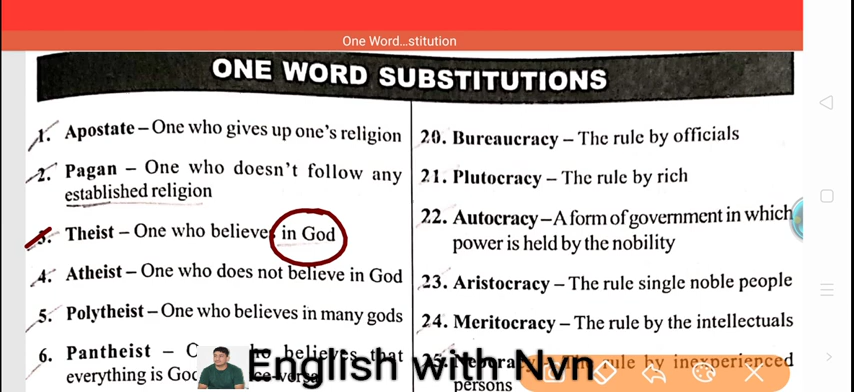 One Word...stitution
ONE WORD SUBSTITUTIONS
1. Apostate – One who gives up one's religion
2. Pagan – One who doesn't follow any
established religion
3. Theist – One who believes in God
4. Atheist – One who does not believe in God
5. Polytheist – One who believes in many gods
6. Pantheist – believes that
everything is God
20. Bureaucracy – The rule by officials
21. Plutocracy – The rule by rich
22. Autocracy – A form of government in which
power is held by the nobility
23. Aristocracy – The rule single noble people
24. Meritocracy – The rule by the intellectuals
25. rule by inexperienced
persons
English with Nvn